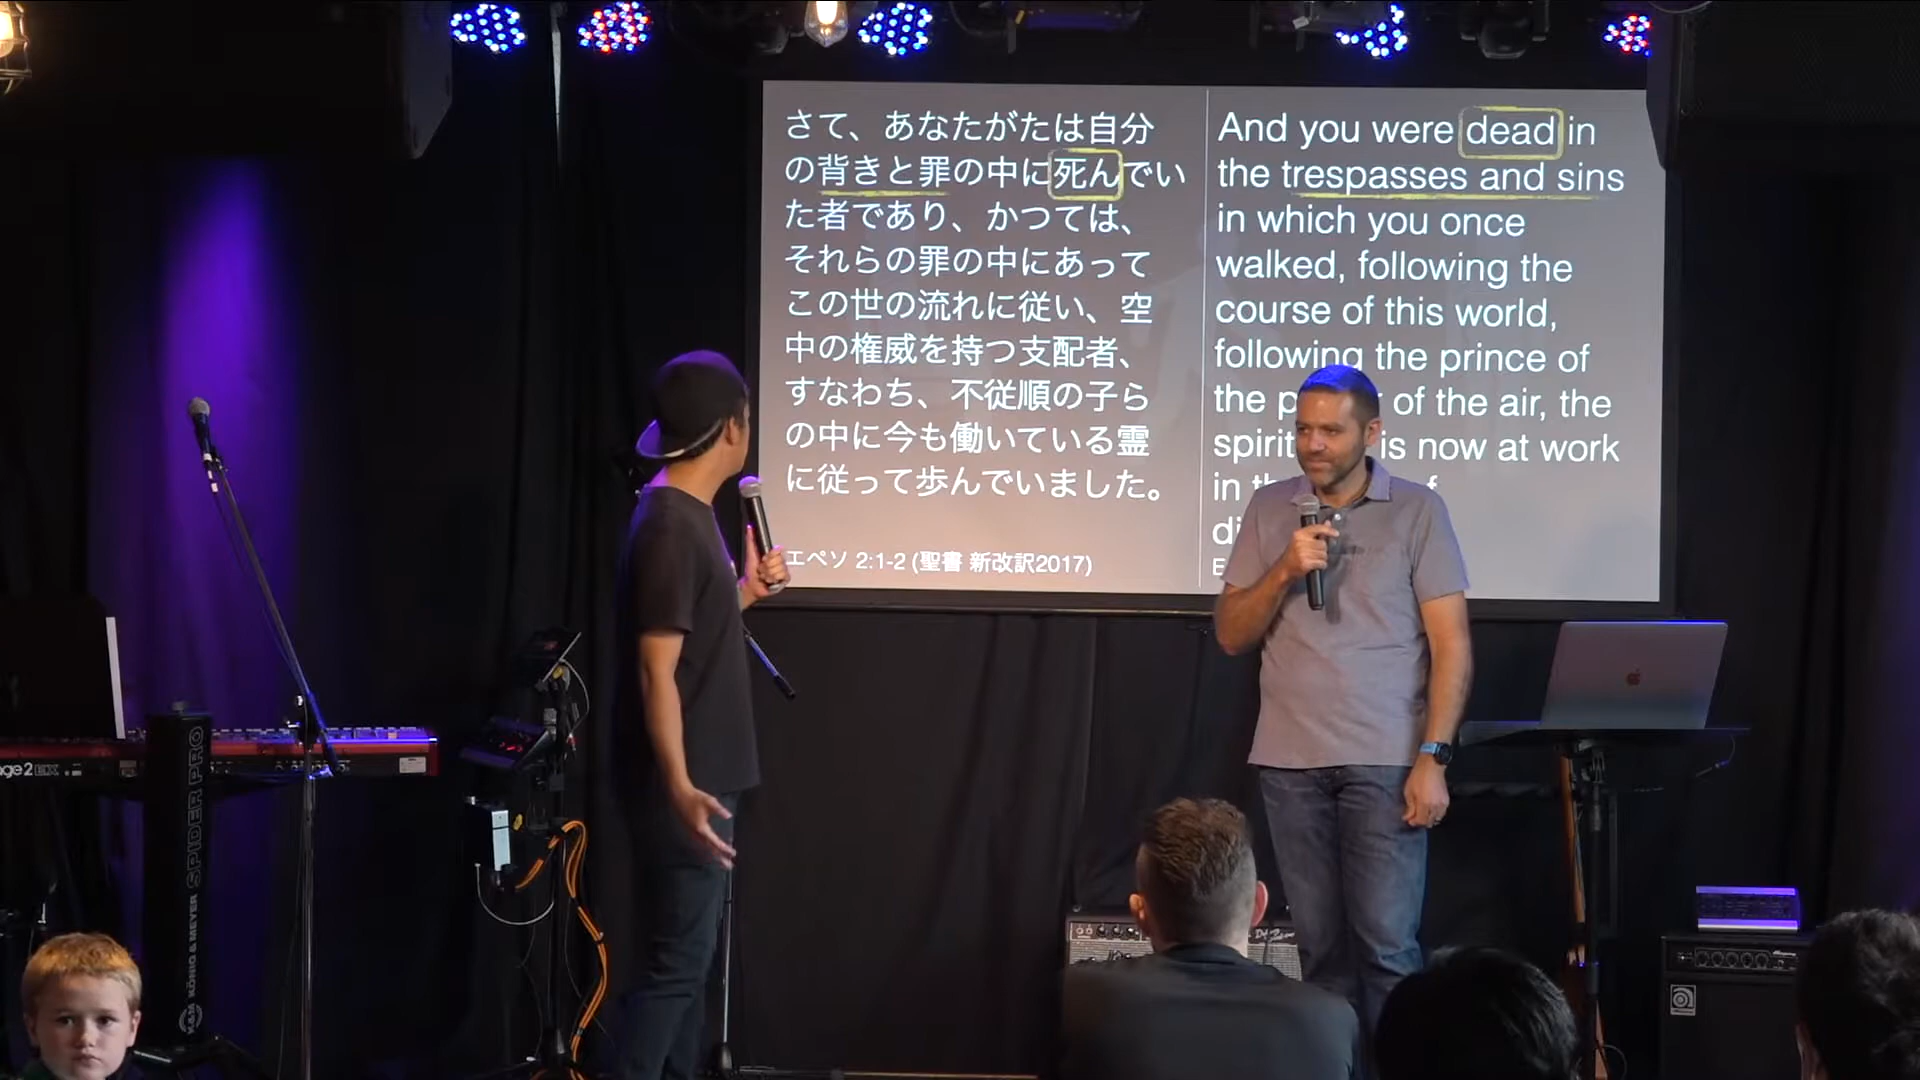 さて、あなたがたは自分
の背きと罪の中に死んでい
た者であり、かつては、
それらの罪の中にあって
この世の流れに従い、空
中の権威を持つ支配者、
すなわち、不従順の子ら
の中に今も働いている霊
に従って歩んでいました。
エペソ 2:1-2 (聖書 新改訳2017)
And you were dead in
the trespasses and sins
in which you once
walked, following the
course of this world,
following the prince of
the of the air, the
spirit is now at work
in
SPIDER PRO
K&M KÖNIG & MEYER